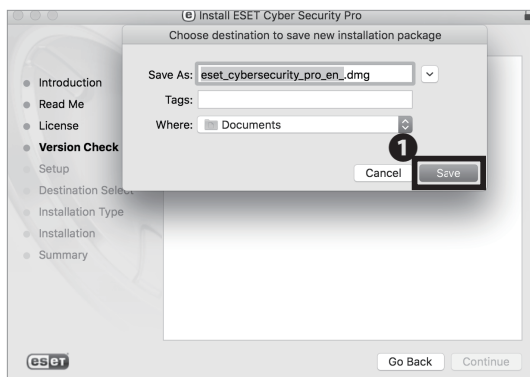 e Install ESET Cyber Security Pro
Choose destination to save new installation package
Save As: eset_cybersecurity_pro_en_.dmg
Tags:
Where: Documents
1
Cancel Save
Introduction
Read Me
License
Version Check
Setup
Destination Select
Installation Type
Installation
Summary
eset
Go Back Continue